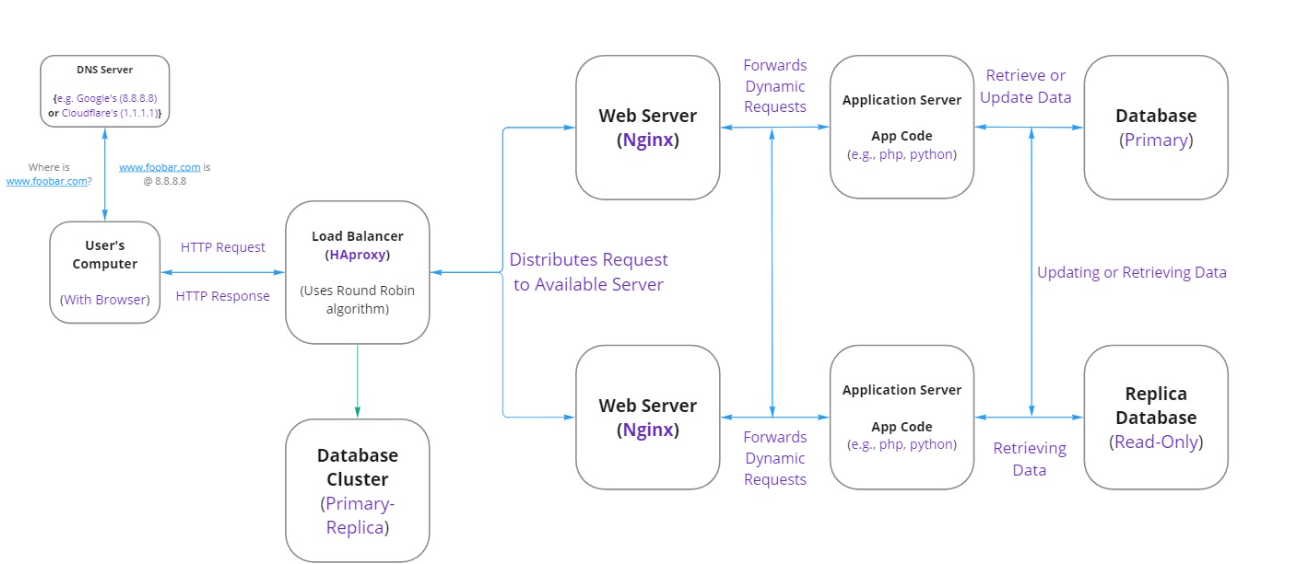 DNS Server
{e.g. Google's (8.8.8.8)
or Cloudflare's (1.1.1.1)}
Where is
www.foobar.com?
www.foobar.com is
@ 8.8.8.8
User's
Computer
(With Browser)
HTTP Request
HTTP Response
Load Balancer
(HAproxy)
(Uses Round Robin
algorithm)
Database
Cluster
(Primary-
Replica)
Distributes Request
to Available Server
Web Server
(Nginx)
Forwards
Dynamic
Requests
Application Server
App Code
(e.g., php, python)
Retrieve or
Update Data
Database
(Primary)
Updating or Retrieving Data
Web Server
(Nginx)
Forwards
Dynamic
Requests
Application Server
App Code
(e.g., php, python)
Retrieving
Data
Replica
Database
(Read-Only)